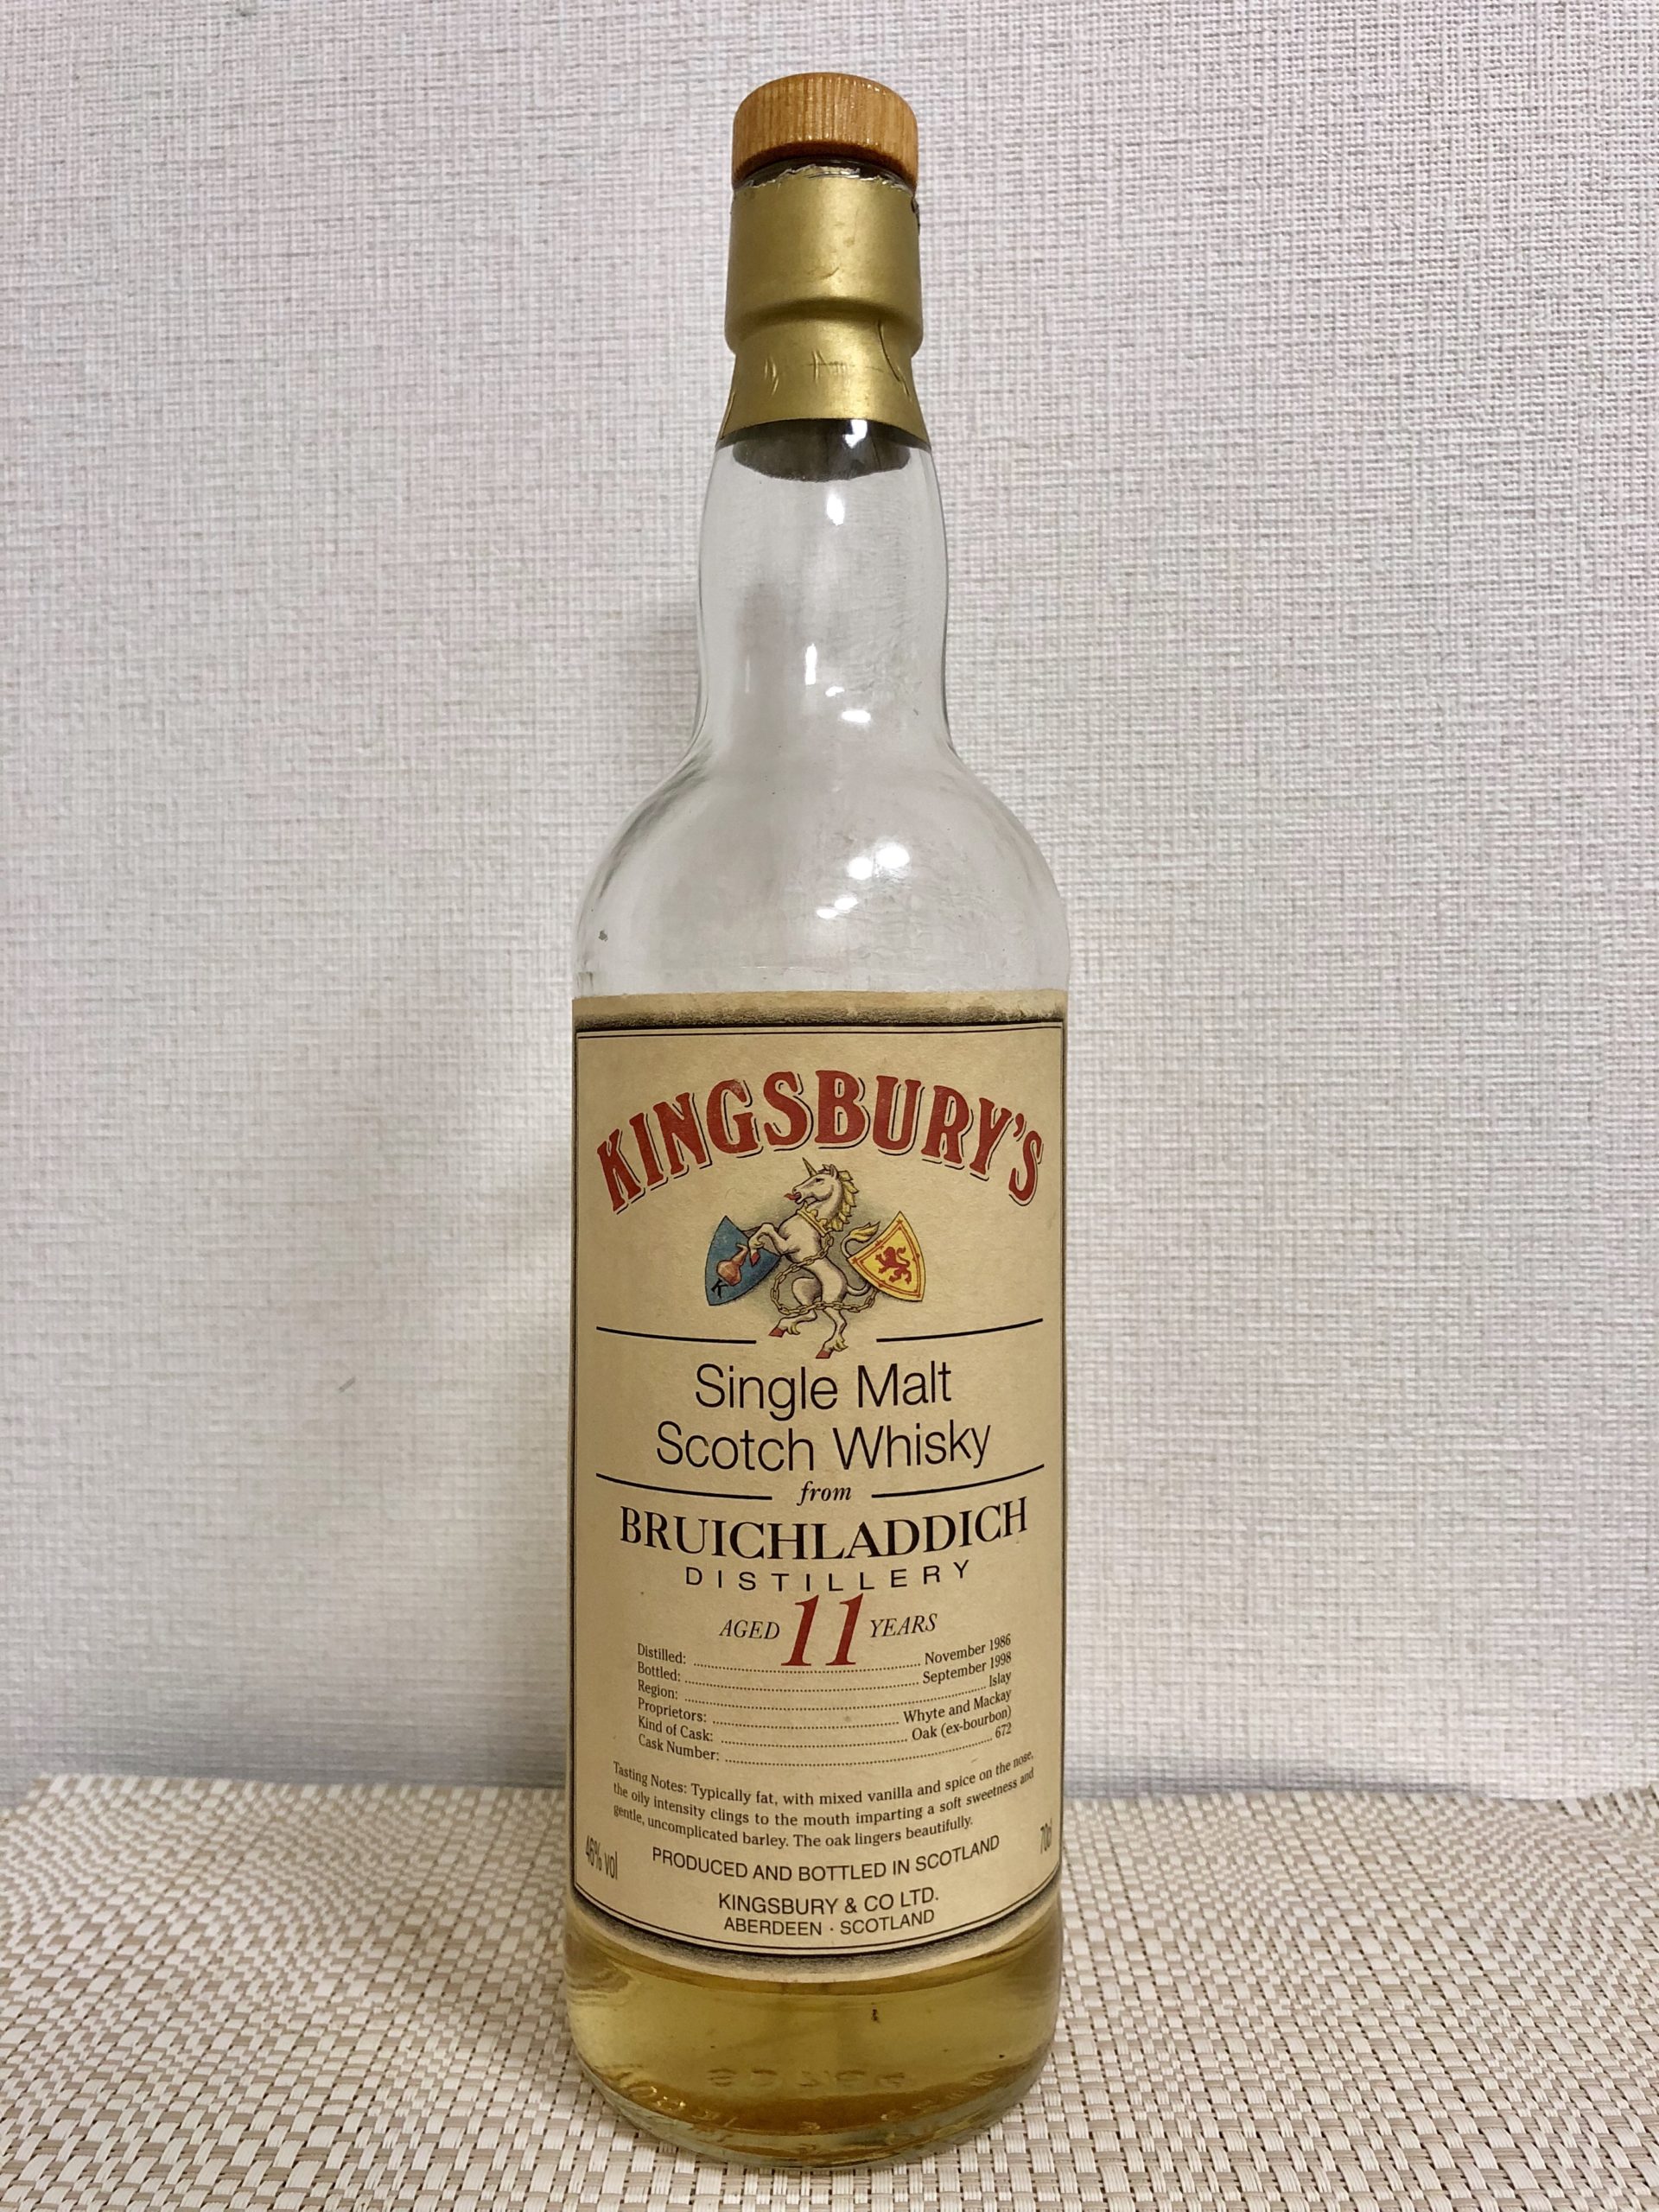 KINGSBURY'S
K
Single Malt
Scotch Whisky
from
BRUICHLADDICH
DISTILLERY
AGED 11 YEARS
Distilled: November 1986
Bottled: September 1998
Region: Islay
Proprietors: Whyte and Mackay
Kind of Cask: Oak (ex-bourbon)
Cask Number: 672
Tasting Notes: Typically fat, with mixed vanilla and spice on the nose,
the oily intensity clings to the mouth imparting a soft sweetness and
gentle, uncomplicated barley. The oak lingers beautifully.
46% vol
PRODUCED AND BOTTLED IN SCOTLAND
70cl
KINGSBURY & CO LTD.
ABERDEEN · SCOTLAND